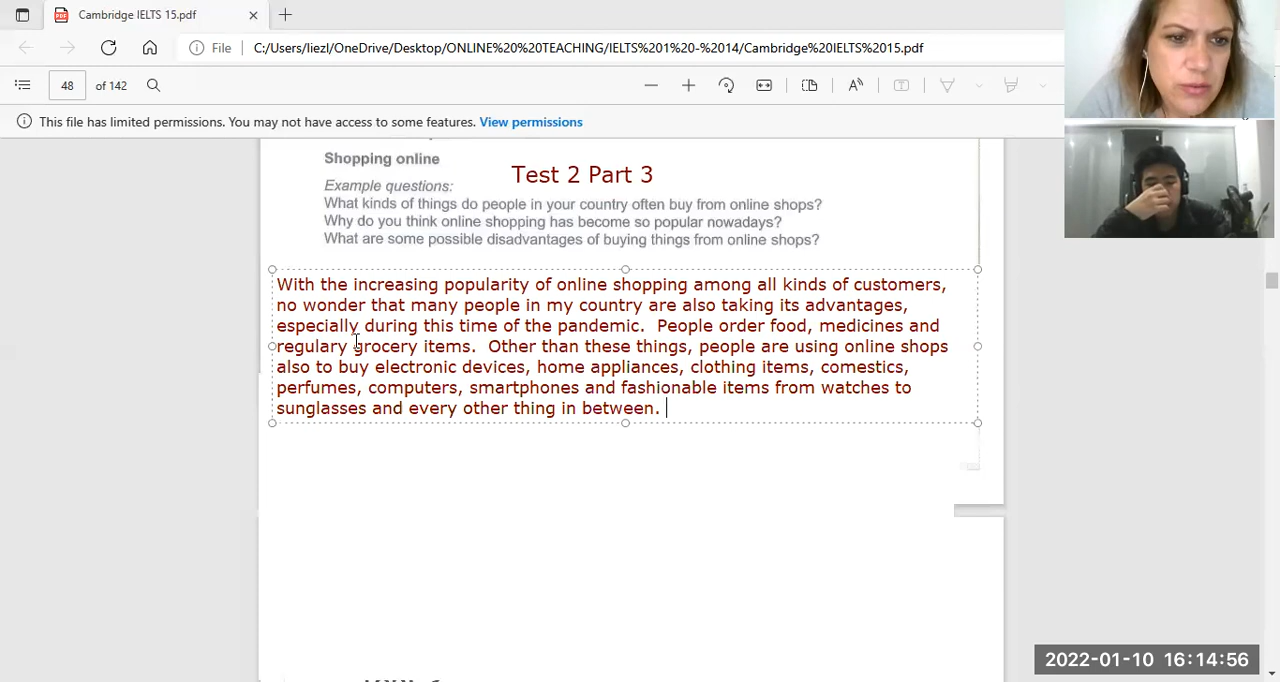 Cambridge IELTS 15.pdf
File
C:/Users/liezl/OneDrive/Desktop/ONLINE%20%20TEACHING/IELTS%201%20-%2014/Cambridge%20IELTS%2015.pdf
48 of 142
This file has limited permissions. You may not have access to some features. View permissions
Shopping online
Test 2 Part 3
Example questions:
What kinds of things do people in your country often buy from online shops?
Why do you think online shopping has become so popular nowadays?
What are some possible disadvantages of buying things from online shops?
With the increasing popularity of online shopping among all kinds of customers,
no wonder that many people in my country are also taking its advantages,
especially during this time of the pandemic. People order food, medicines and
regulary grocery items. Other than these things, people are using online shops
also to buy electronic devices, home appliances, clothing items, comestics,
perfumes, computers, smartphones and fashionable items from watches to
sunglasses and every other thing in between.
2022-01-10 16:14:56